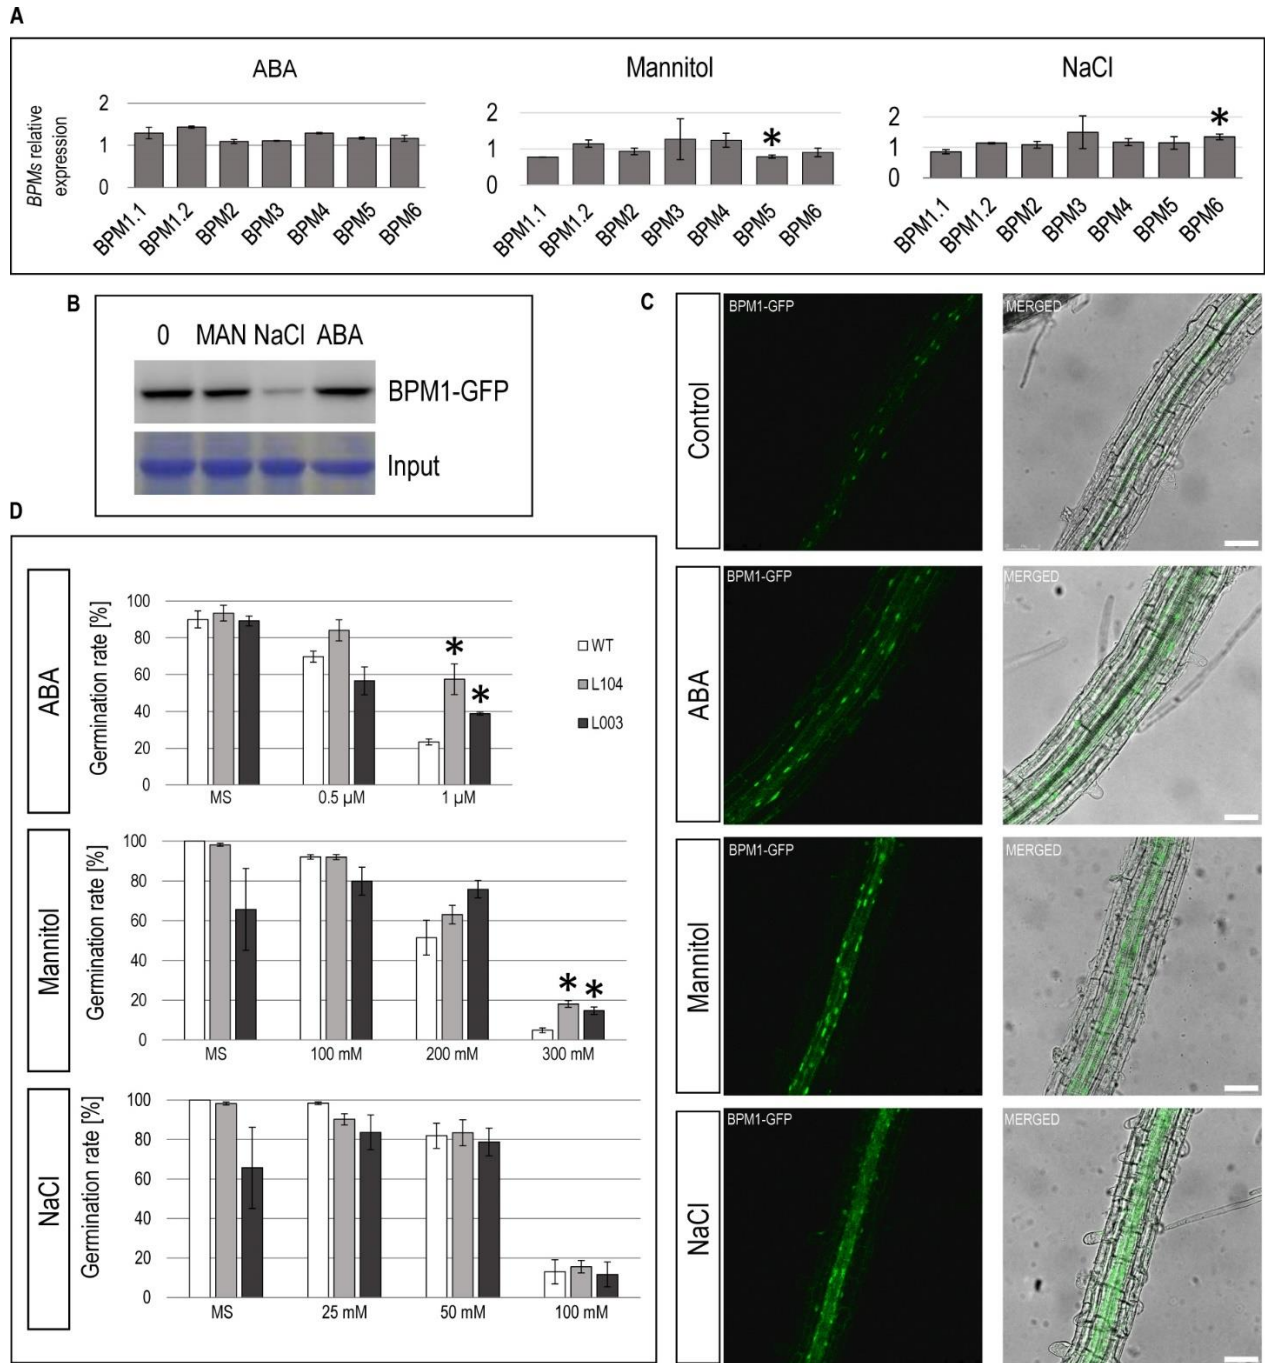 A
ABA
Mannitol
NaCl
BPMs relative
expression
2
1
0
BPM1.1
BPM1.2
BPM2
BPM3
BPM4
BPM5
BPM6
2
1
0
*
BPM1.1
BPM1.2
BPM2
BPM3
BPM4
BPM5
BPM6
2
1
0
*
BPM1.1
BPM1.2
BPM2
BPM3
BPM4
BPM5
BPM6
B
0 MAN NaCl ABA
BPM1-GFP
Input
C
Control
BPM1-GFP
MERGED
ABA
BPM1-GFP
MERGED
Mannitol
BPM1-GFP
MERGED
NaCl
BPM1-GFP
MERGED
D
ABA
Germination rate [%]
100
80
60
40
20
0
* *
MS 0.5 µM 1 µM
WT
L104
L003
Mannitol
Germination rate [%]
100
80
60
40
20
0
* *
MS 100 mM 200 mM 300 mM
NaCl
Germination rate [%]
100
80
60
40
20
0
MS 25 mM 50 mM 100 mM